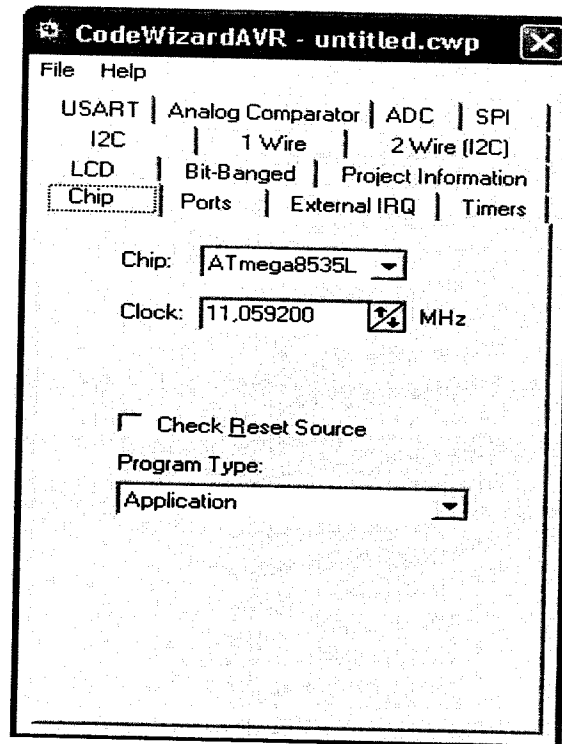 CodeWizardAVR - untitled.cwp
File Help
USART Analog Comparator ADC SPI
I2C 1 Wire 2 Wire (I2C)
LCD Bit-Banged Project Information
Chip Ports External IRQ Timers
Chip: ATmega8535L
Clock: 11,059200 MHz
Check Reset Source
Program Type:
Application